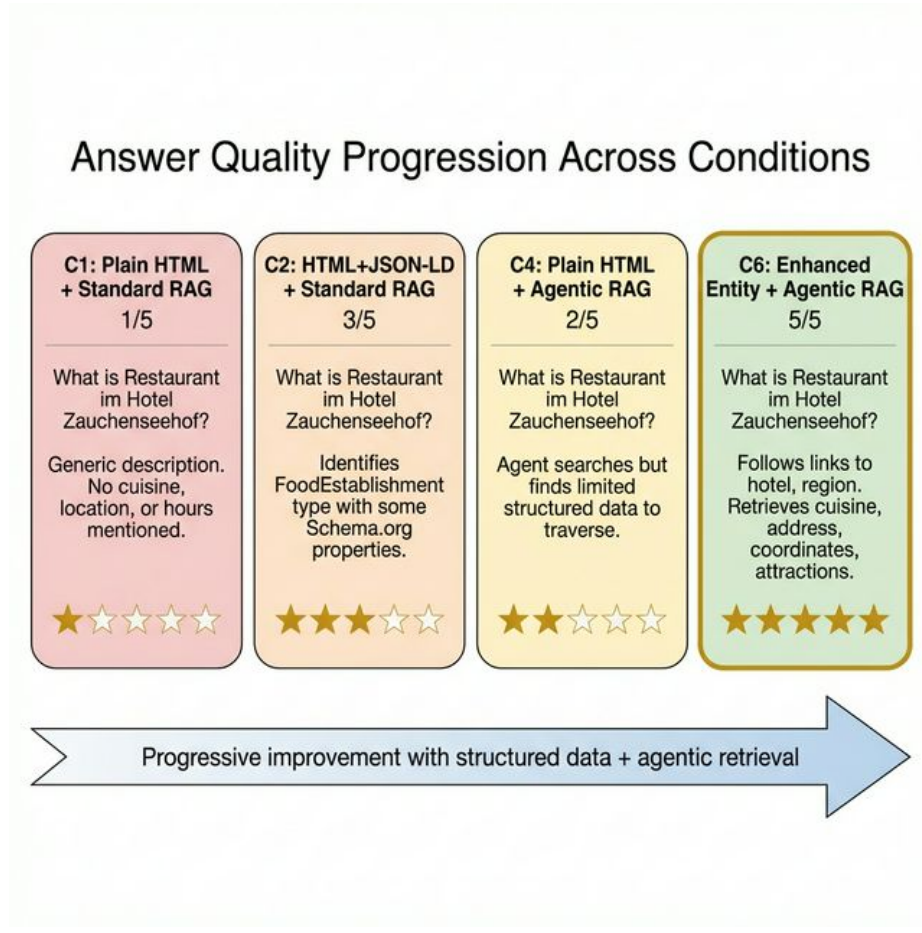 Answer Quality Progression Across Conditions
C1: Plain HTML
+ Standard RAG
1/5
What is Restaurant
im Hotel
Zauchenseehof?
Generic description.
No cuisine,
location, or hours
mentioned.
C2: HTML+JSON-LD
+ Standard RAG
3/5
What is Restaurant
im Hotel
Zauchenseehof?
Identifies
FoodEstablishment
type with some
Schema.org
properties.
C4: Plain HTML
+ Agentic RAG
2/5
What is Restaurant
im Hotel
Zauchenseehof?
Agent searches but
finds limited
structured data to
traverse.
C6: Enhanced
Entity + Agentic RAG
5/5
What is Restaurant
im Hotel
Zauchenseehof?
Follows links to
hotel, region.
Retrieves cuisine,
address,
coordinates,
attractions.
Progressive improvement with structured data + agentic retrieval